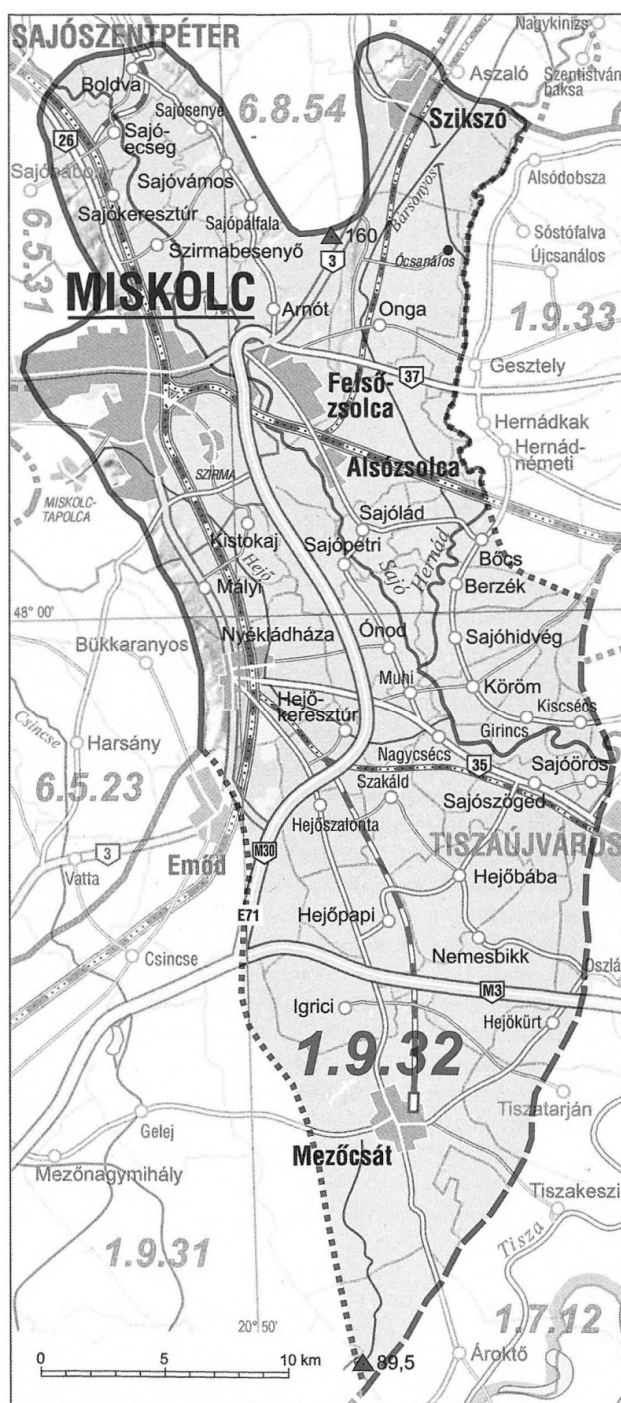 SAJÓSZENTPÉTER
Nagykinizs
Boldva
Aszaló
Szentistván-
baksa
Sajósenye
6.8.54
Szikszó
26
Sajó-
ecseg
Sajóbábony
Sajóvámos
Bársonyos
Alsódobsza
Sajókeresztúr
Sajópálfala
6.5.31
Szirmabesenyő
160
3
Sóstófalva
Ócsanálos
Újcsanálos
MISKOLC
Arnót
Onga
1.9.33
Gesztely
Felső-
zsolca
37
Hernádkak
Hernád-
németi
Alsózsolca
SZIRMA
MISKOLC-
TAPOLCA
Sajólád
Kistokaj
Hejő
Sajópetri
Sajó
Hernád
Bőcs
Mályi
Berzék
48° 00'
Nyékládháza
Ónod
Sajóhidvég
Bükkaranyos
Muhi
Köröm
Kiscsécs
Csincse
Hejő-
keresztúr
Girincs
Harsány
Nagycsécs
35
Sajóörös
6.5.23
Szakáld
Sajószöged
Hejőszalonta
TISZAÚJVÁROS
3
Emőd
M30
Vatta
Hejőbába
E71
Hejőpapi
Nemesbikk
Csincse
Oszlá
M3
Igrici
Hejőkürt
1.9.32
Tiszatarján
Gelej
Mezőcsát
Mezőnagymihály
Tiszakeszi
Tisza
1.9.31
20° 50'
1.7.12
0 5 10 km
89,5
Ároktő